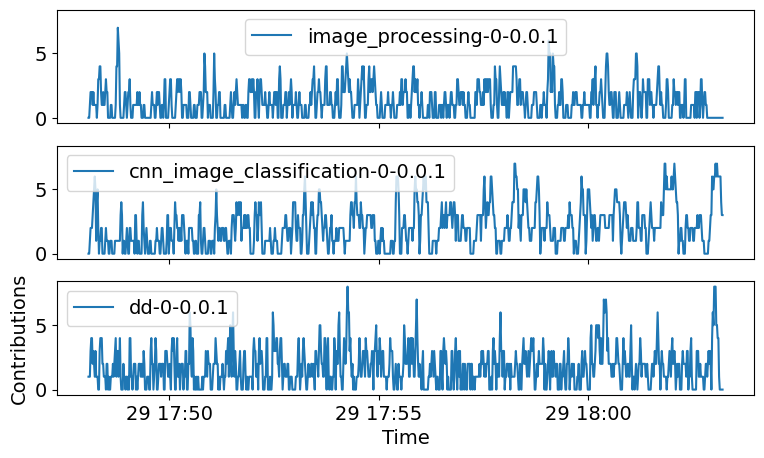 image_processing-0-0.0.1
5
0
cnn_image_classification-0-0.0.1
5
0
dd-0-0.0.1
5
0
Contributions
29 17:50 29 17:55 29 18:00
Time